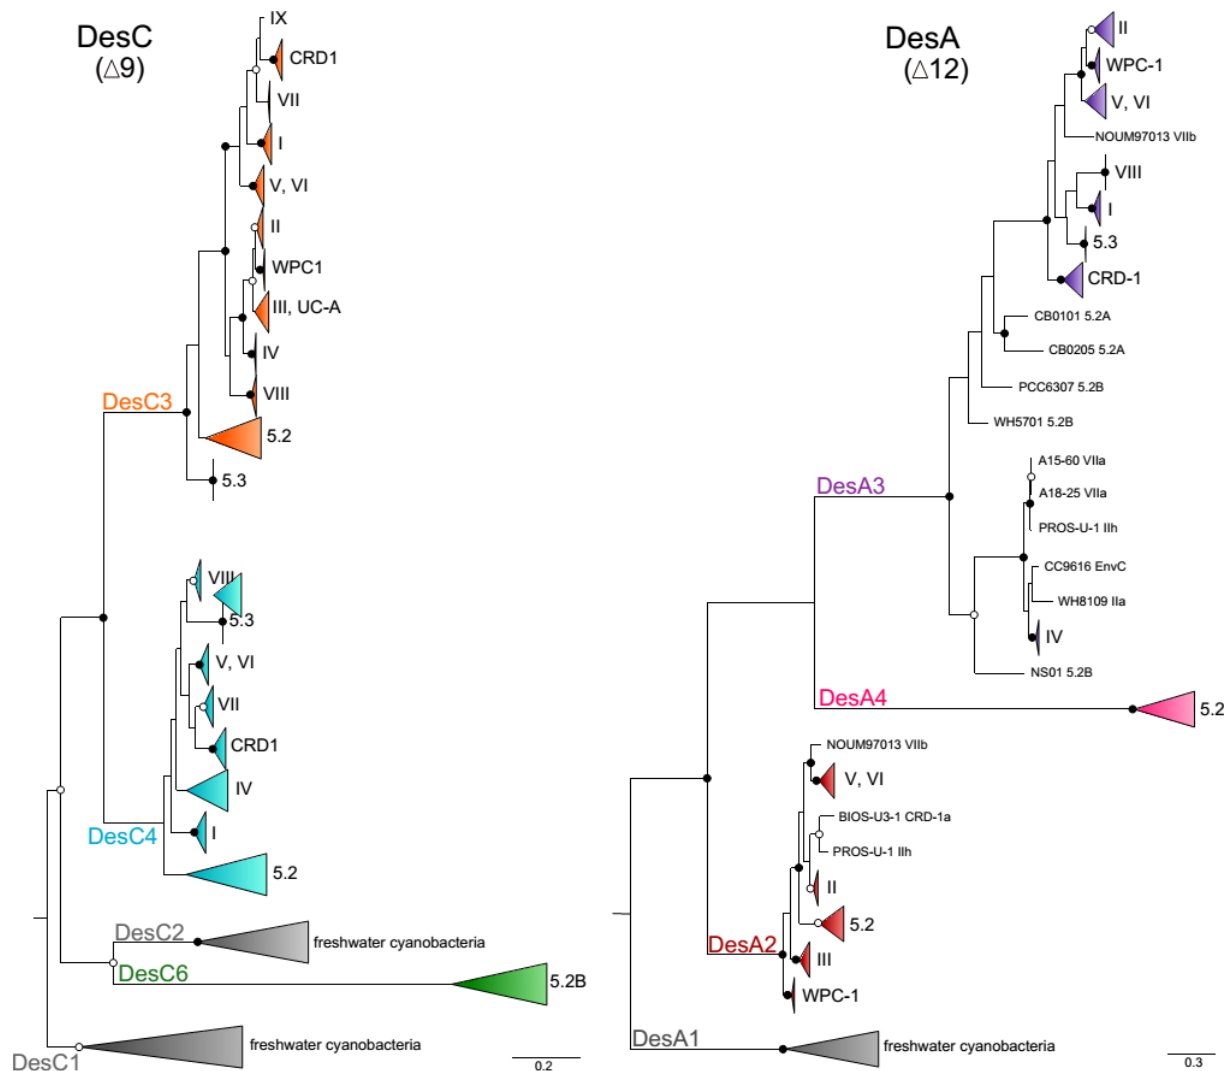 DesC
(△9)
IX
CRD1
VII
I
V, VI
II
WPC1
III, UC-A
IV
VIII
DesC3
5.2
5.3
VIII
5.3
V, VI
VII
CRD1
IV
DesC4
I
5.2
DesC2
freshwater cyanobacteria
DesC6
5.2B
DesC1
freshwater cyanobacteria
0.2
DesA
(△12)
II
WPC-1
V, VI
NOUM97013 VIIb
VIII
I
5.3
CRD-1
CB0101 5.2A
CB0205 5.2A
PCC6307 5.2B
WH5701 5.2B
A15-60 VIIa
DesA3
A18-25 VIIa
PROS-U-1 IIh
CC9616 EnvC
WH8109 IIa
IV
NS01 5.2B
DesA4
5.2
NOUM97013 VIIb
V, VI
BIOS-U3-1 CRD-1a
PROS-U-1 IIh
II
5.2
DesA2
III
WPC-1
DesA1
freshwater cyanobacteria
0.3